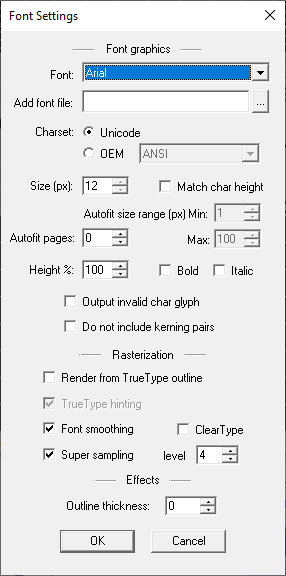 Font Settings
Font graphics
Font: Arial
Add font file: ...
Charset: Unicode
OEM ANSI
Size (px): 12 Match char height
Autofit size range (px) Min: 1
Autofit pages: 0 Max: 100
Height %: 100 Bold Italic
Output invalid char glyph
Do not include kerning pairs
Rasterization
Render from TrueType outline
TrueType hinting
Font smoothing ClearType
Super sampling level 4
Effects
Outline thickness: 0
OK Cancel